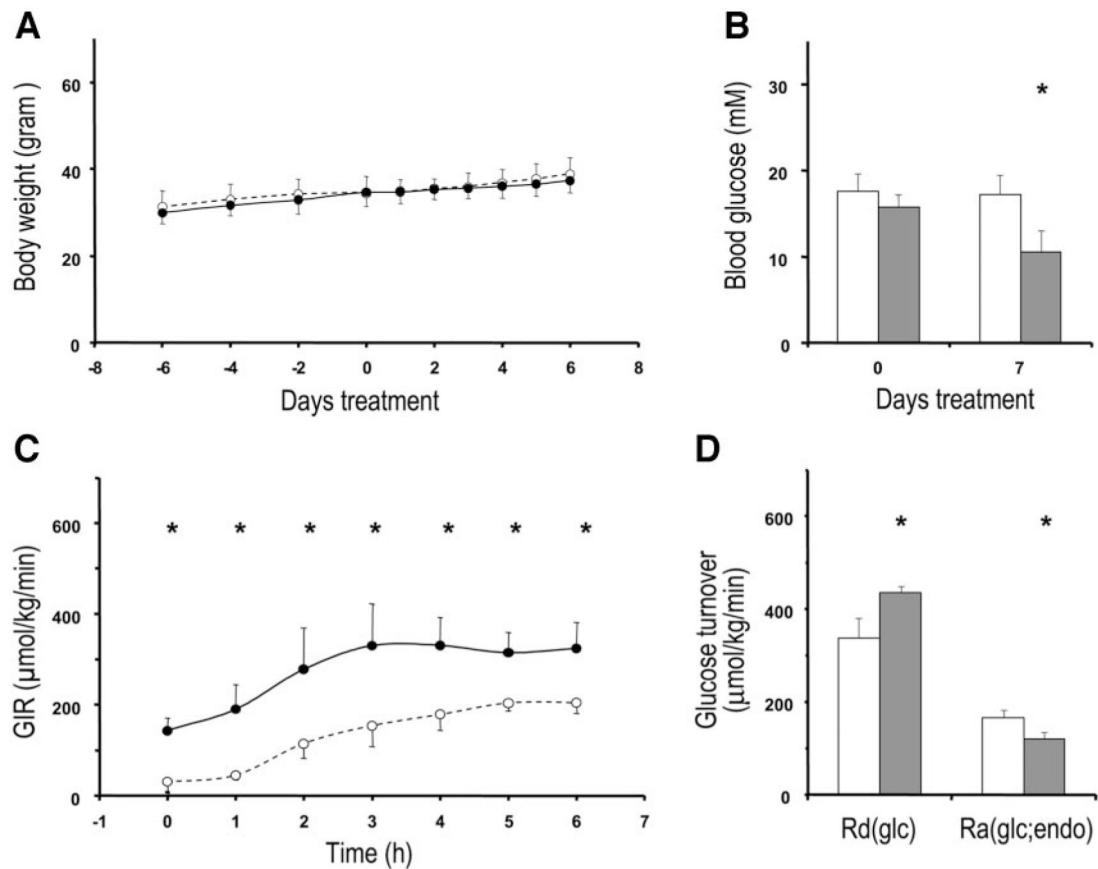 A
Body weight (gram )
60
40
20
0
-8 -6 -4 -2 0 2 4 6 8
Days treatment
B
Blood glucose (mM)
*
30
20
10
0
0 7
Days treatment
C
GIR (µmol/kg/min)
600
400
200
0
* * * * * * *
-1 0 1 2 3 4 5 6 7
Time (h)
D
Glucose turnover
(µmol/kg/min)
600
400
200
0
* *
Rd(glc) Ra(glc;endo)